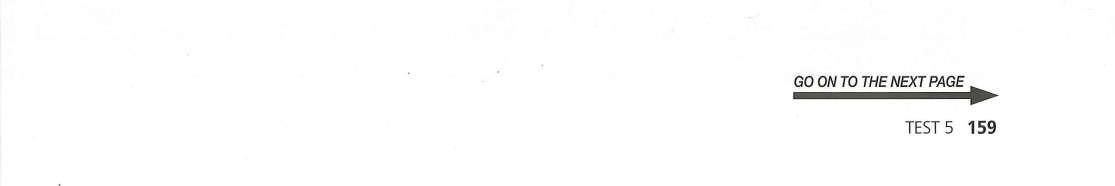 GO ON TO THE NEXT PAGE
TEST 5 159